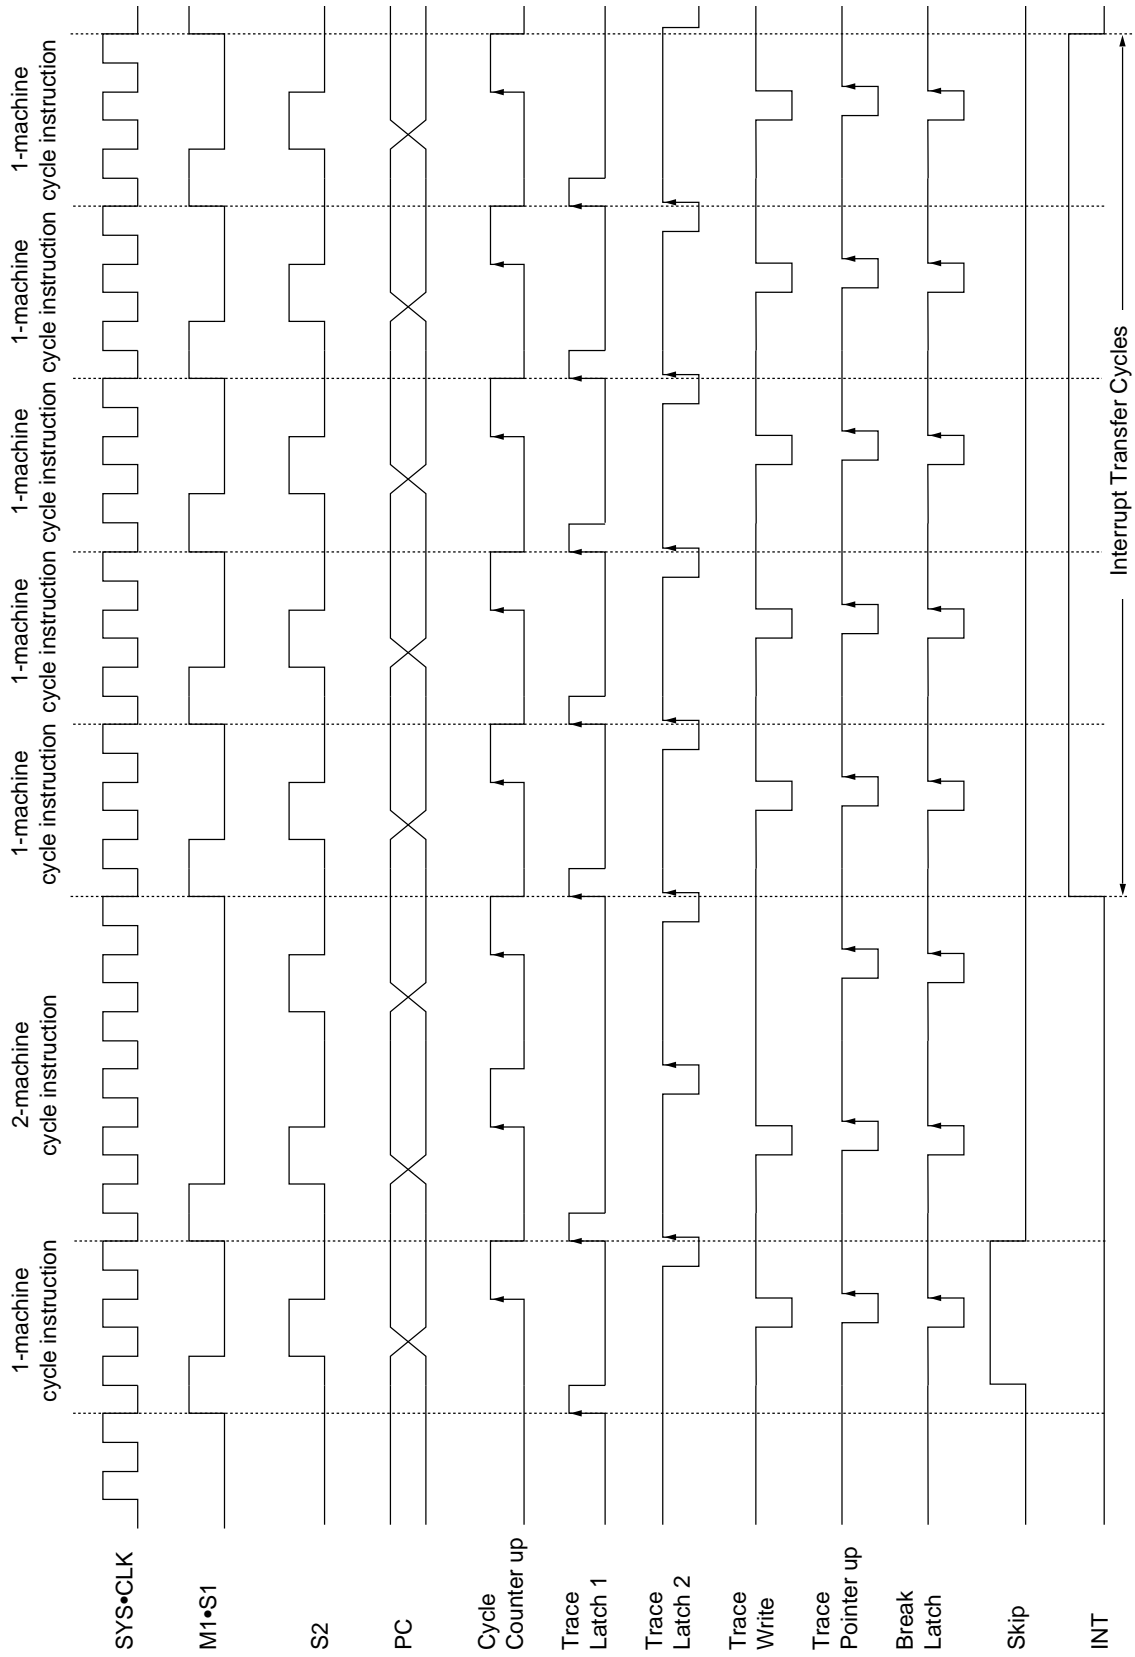 1-machine
cycle instruction
2-machine
cycle instruction
1-machine
cycle instruction
1-machine
cycle instruction
1-machine
cycle instruction
1-machine
cycle instruction
1-machine
cycle instruction
SYS•CLK
M1•S1
S2
PC
Cycle
Counter up
Trace
Latch 1
Trace
Latch 2
Trace
Write
Trace
Pointer up
Break
Latch
Skip
INT
Interrupt Transfer Cycles